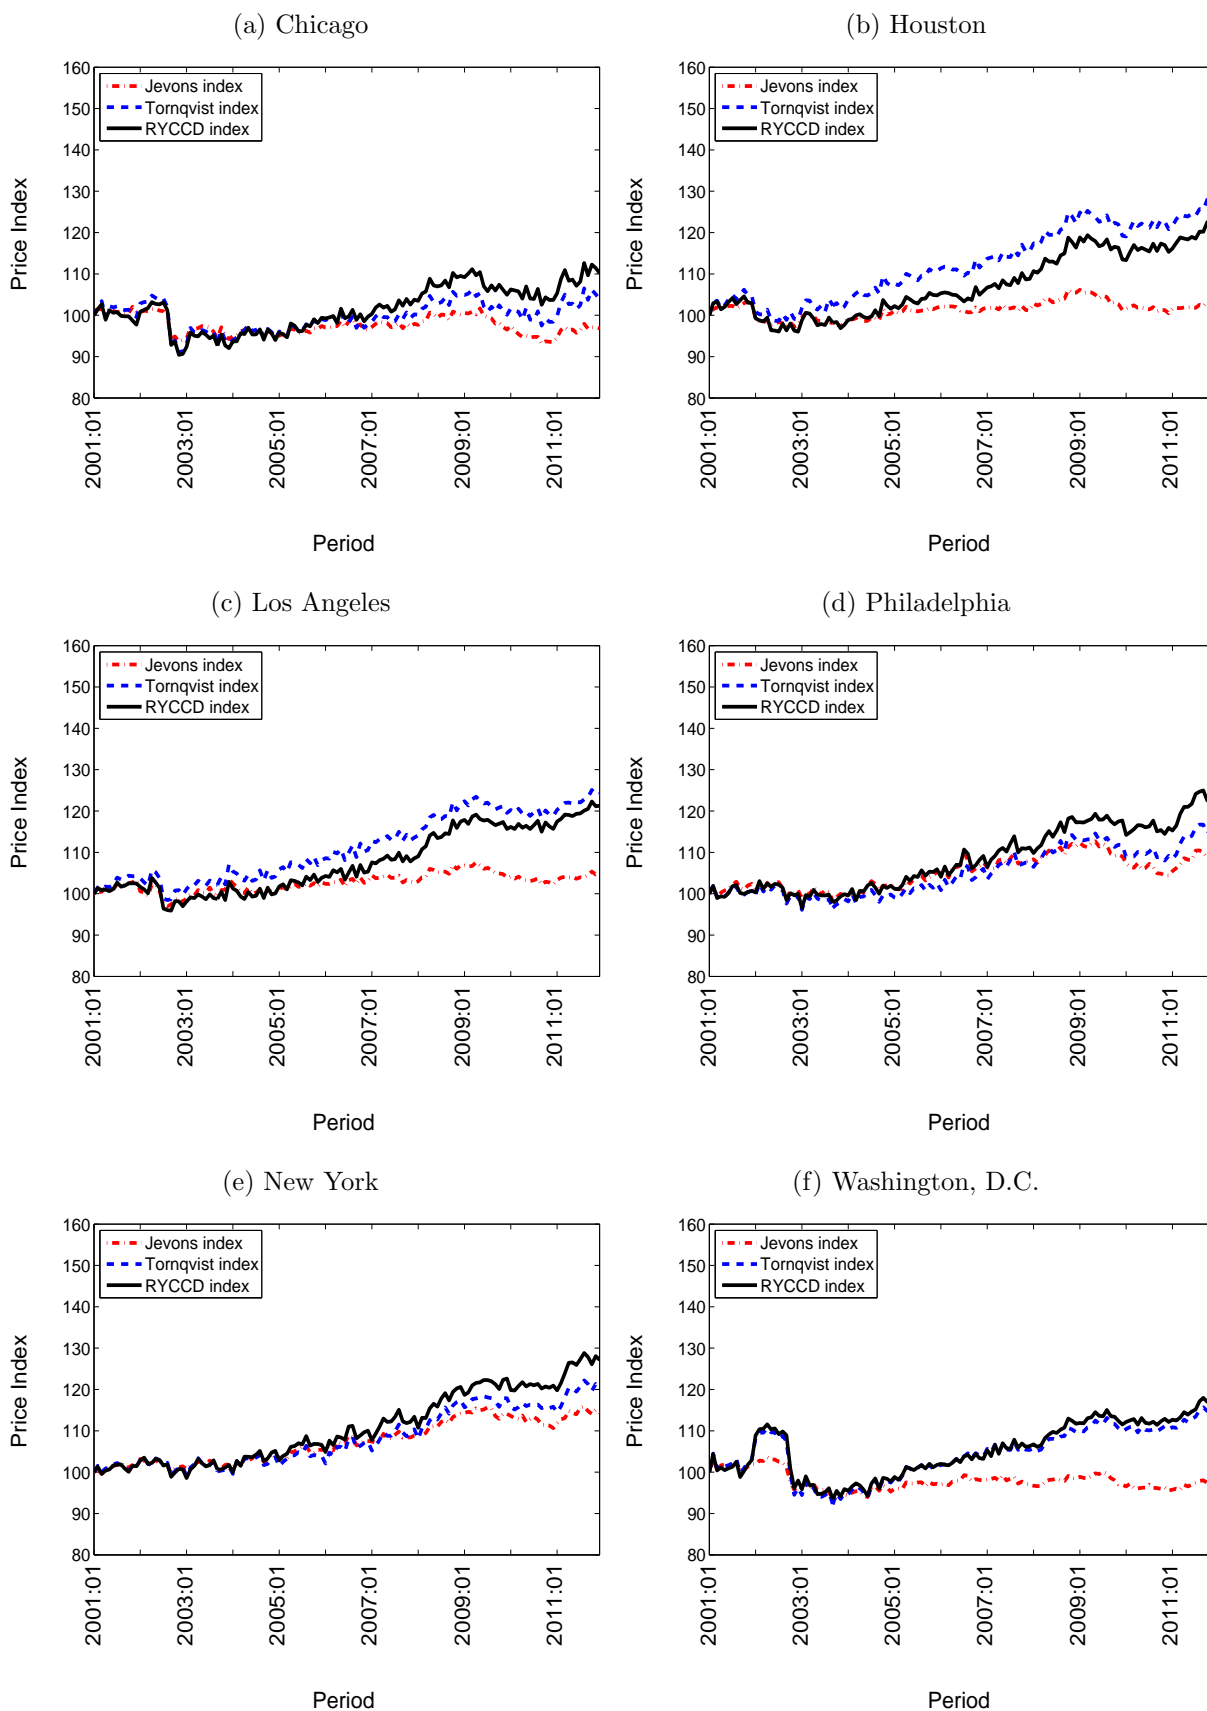 (a) Chicago
160
150
140
130
120
110
100
90
80
Price Index
Jevons index
Tornqvist index
RYCCD index
2001:01
2003:01
2005:01
2007:01
2009:01
2011:01
Period
(b) Houston
160
150
140
130
120
110
100
90
80
Price Index
Jevons index
Tornqvist index
RYCCD index
2001:01
2003:01
2005:01
2007:01
2009:01
2011:01
Period
(c) Los Angeles
160
150
140
130
120
110
100
90
80
Price Index
Jevons index
Tornqvist index
RYCCD index
2001:01
2003:01
2005:01
2007:01
2009:01
2011:01
Period
(d) Philadelphia
160
150
140
130
120
110
100
90
80
Price Index
Jevons index
Tornqvist index
RYCCD index
2001:01
2003:01
2005:01
2007:01
2009:01
2011:01
Period
(e) New York
160
150
140
130
120
110
100
90
80
Price Index
Jevons index
Tornqvist index
RYCCD index
2001:01
2003:01
2005:01
2007:01
2009:01
2011:01
Period
(f) Washington, D.C.
160
150
140
130
120
110
100
90
80
Price Index
Jevons index
Tornqvist index
RYCCD index
2001:01
2003:01
2005:01
2007:01
2009:01
2011:01
Period